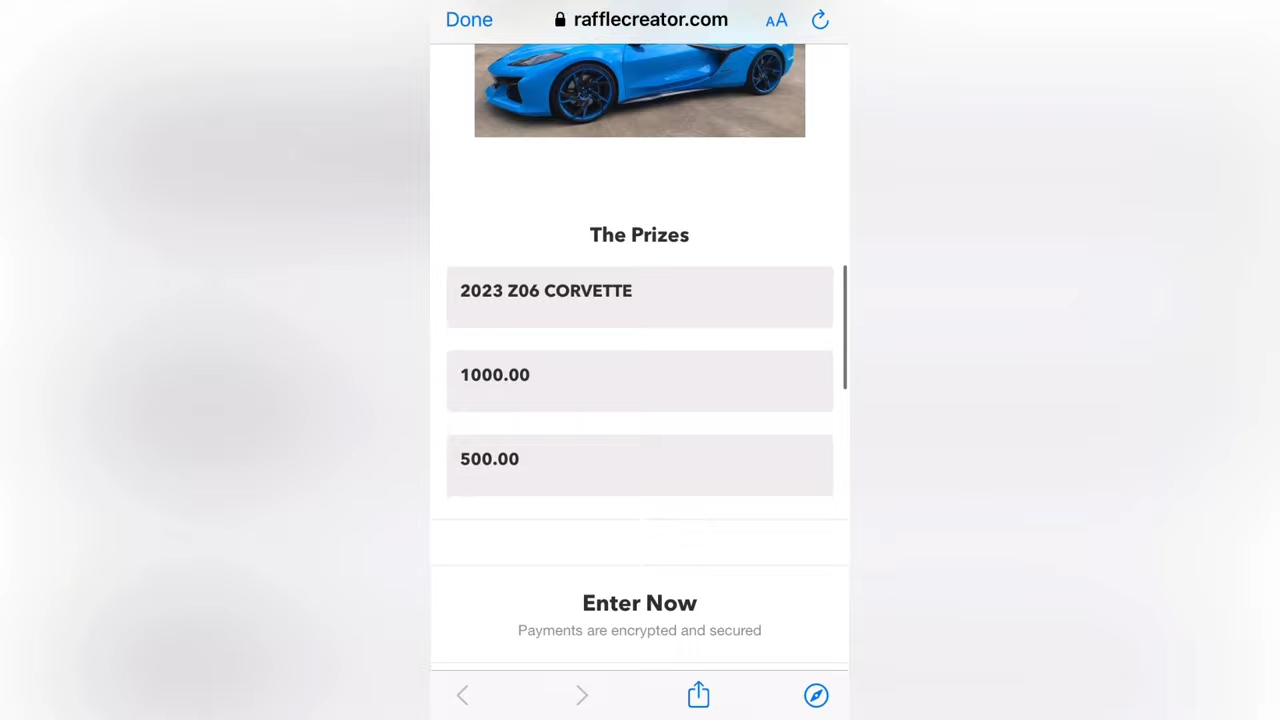 Done
rafflecreator.com
AA
The Prizes
2023 Z06 CORVETTE
1000.00
500.00
Enter Now
Payments are encrypted and secured